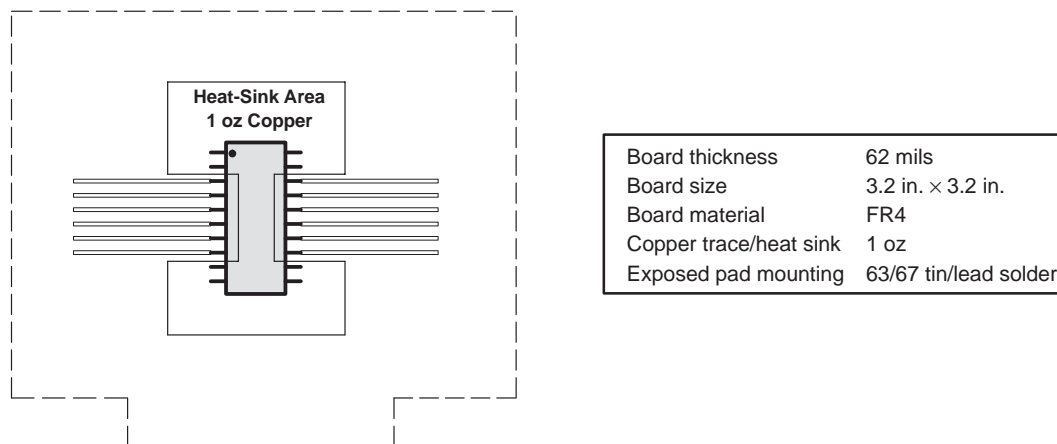 Heat-Sink Area
1 oz Copper
Board thickness 62 mils
Board size 3.2 in. × 3.2 in.
Board material FR4
Copper trace/heat sink 1 oz
Exposed pad mounting 63/67 tin/lead solder